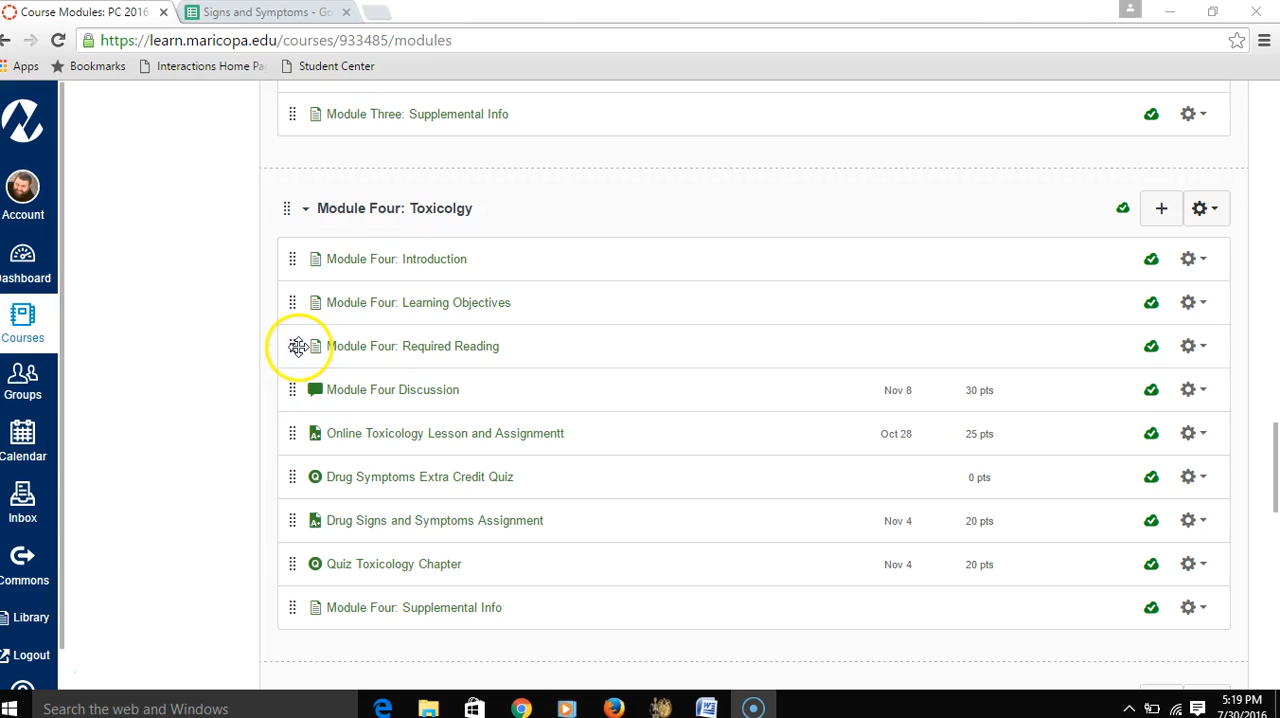 Course Modules: PC 2016
Signs and Symptoms - Go
https://learn.maricopa.edu/courses/933485/modules
Apps
Bookmarks
Interactions Home Pa
Student Center
Module Three: Supplemental Info
Account
Module Four: Toxicolgy
Dashboard
Module Four: Introduction
Module Four: Learning Objectives
Courses
Module Four: Required Reading
Groups
Module Four Discussion
Nov 8
30 pts
Online Toxicology Lesson and Assignmentt
Oct 28
25 pts
Calendar
Drug Symptoms Extra Credit Quiz
0 pts
Inbox
Drug Signs and Symptoms Assignment
Nov 4
20 pts
Quiz Toxicology Chapter
Nov 4
20 pts
Commons
Module Four: Supplemental Info
Library
Logout
Search the web and Windows
5:19 PM
7/30/2016